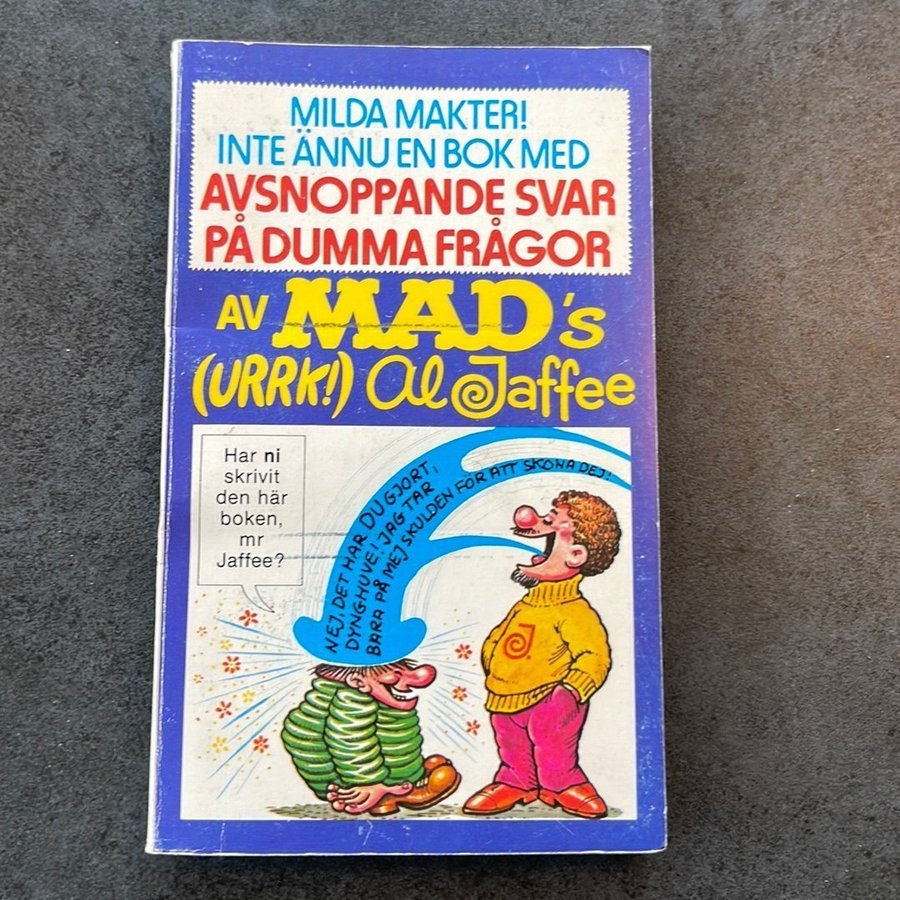 MILDA MAKTER!
INTE ÄNNU EN BOK MED
AVSNOPPANDE SVAR
PÅ DUMMA FRÅGOR
AV MAD's
(URRK!) Al Jaffee
Har ni
skrivit
den här
boken,
mr
Jaffee?
NEJ, DET HAR DU GJORT,
DYNGHUVE! JAG TAR
BARA PÅ MEJ SKULDEN FÖR ATT SKONA DEJ!
J.